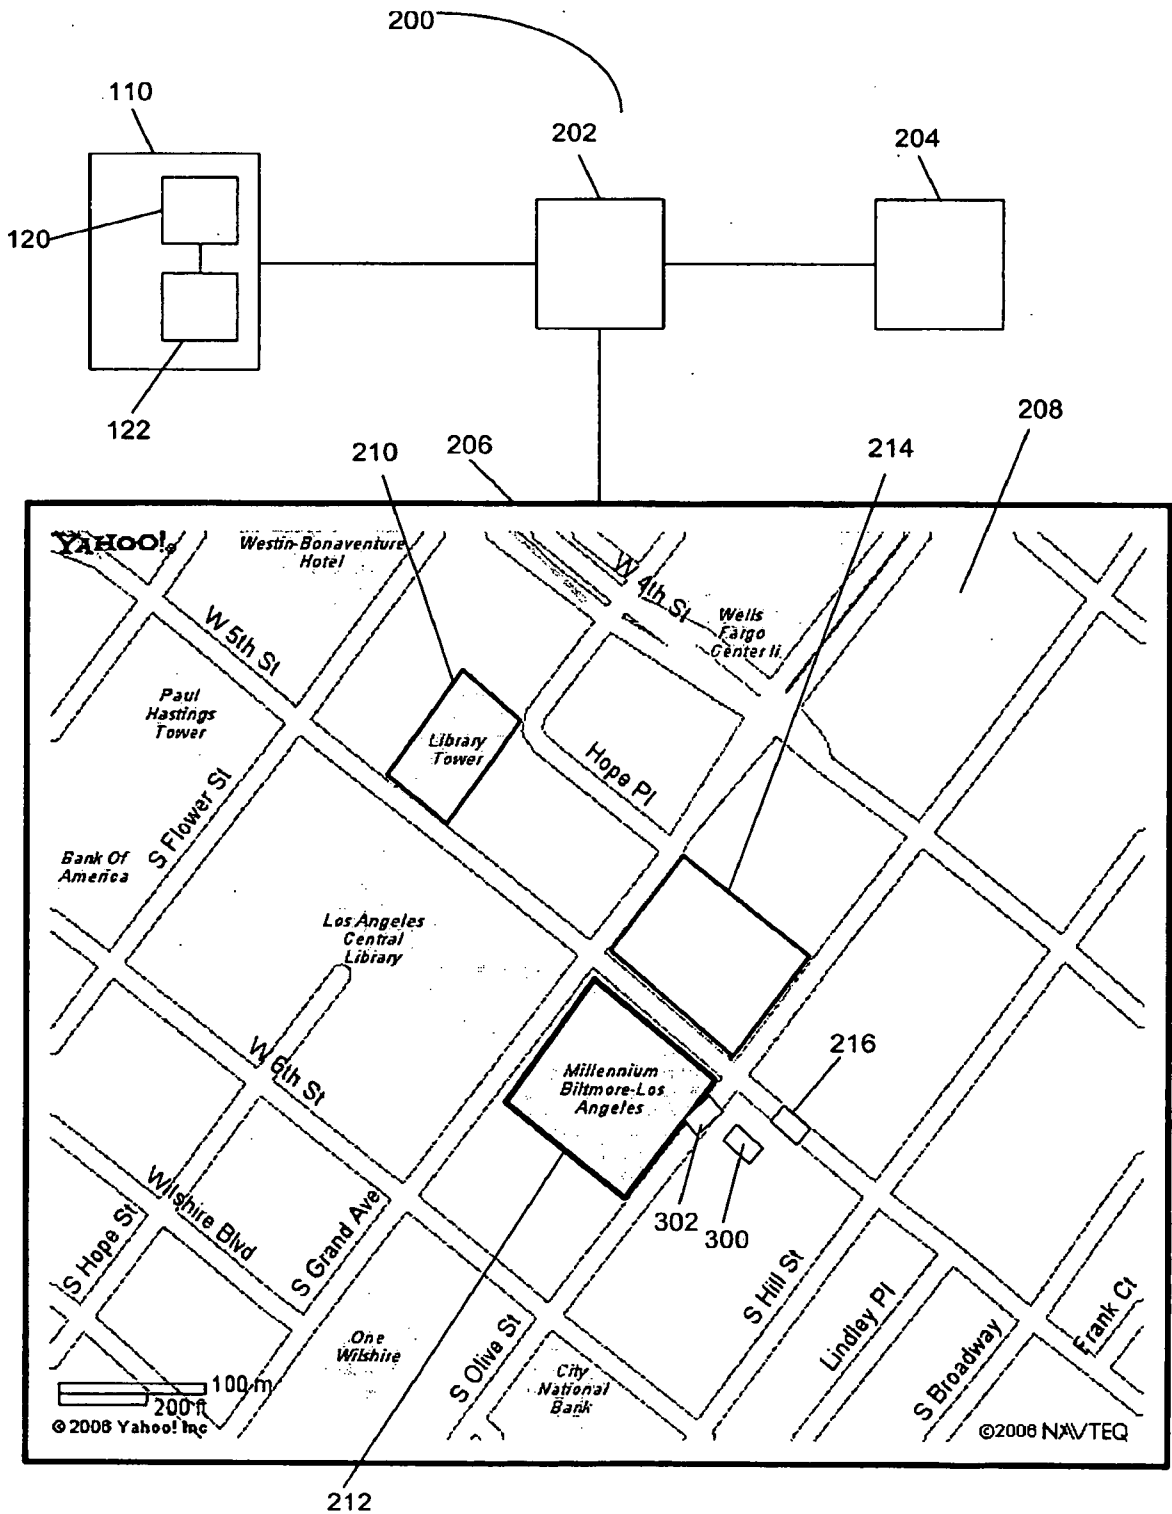 200
110
202
204
120
122
206
210
214
208
YAHOO!
Westin-Bonaventure
Hotel
W 4th St
Wells
Fargo
Center II
W 5th St
Paul
Hastings
Tower
Library
Tower
Hope Pl
S Flower St
Bank Of
America
Los Angeles
Central
Library
216
W 6th St
Millennium
Biltmore-Los
Angeles
302
300
Wilshire Blvd
S Hope St
S Grand Ave
S Hill St
Lindley Pl
Frank Ct
One
Wilshire
S Olive St
City
National
Bank
S Broadway
100 m
200 ft
© 2006 Yahoo! Inc
©2006 NAVTEQ
212